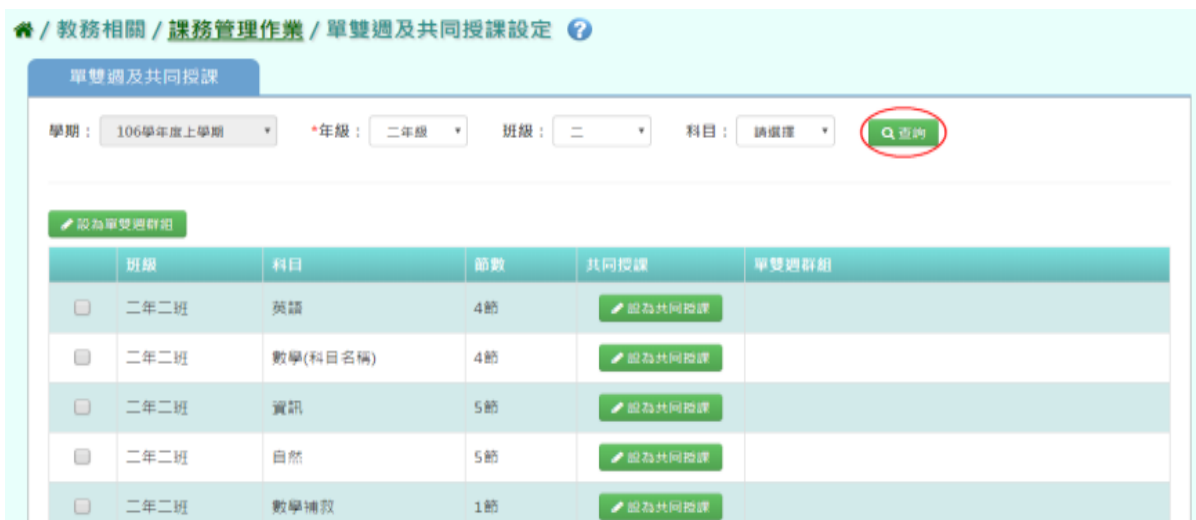 / 教務相關 / 課務管理作業 / 單雙週及共同授課設定 ?
單雙週及共同授課
學期： 106學年度上學期 *年級： 二年級 班級： 二 科目： 請選擇 查詢
設為單雙週群組
班級 科目 節數 共同授課 單雙週群組
二年二班 英語 4節 設為共同授課
二年二班 數學(科目名稱) 4節 設為共同授課
二年二班 資訊 5節 設為共同授課
二年二班 自然 5節 設為共同授課
二年二班 數學補救 1節 設為共同授課